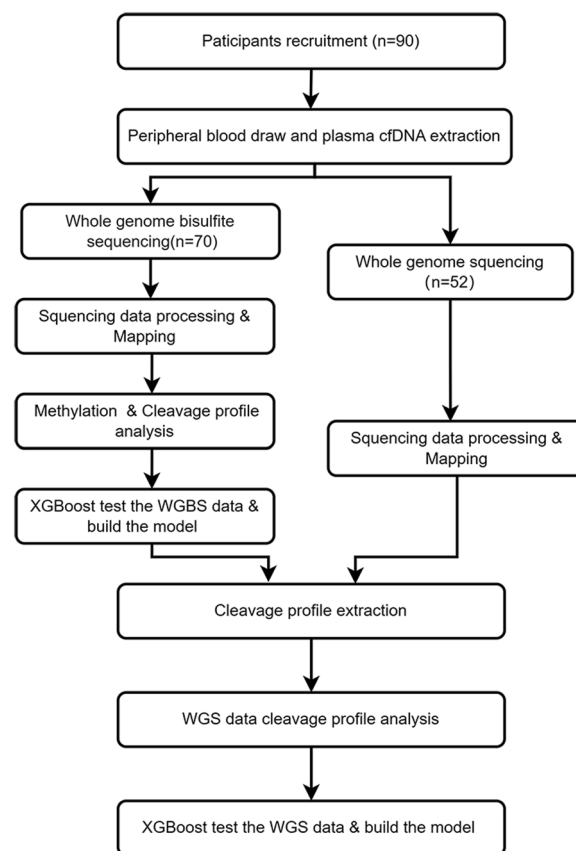 Paticipants recruitment (n=90)
Peripheral blood draw and plasma cfDNA extraction
Whole genome bisulfite
sequencing(n=70)
Whole genome squencing
(n=52)
Squencing data processing &
Mapping
Methylation & Cleavage profile
analysis
Squencing data processing &
Mapping
XGBoost test the WGBS data &
build the model
Cleavage profile extraction
WGS data cleavage profile analysis
XGBoost test the WGS data & build the model